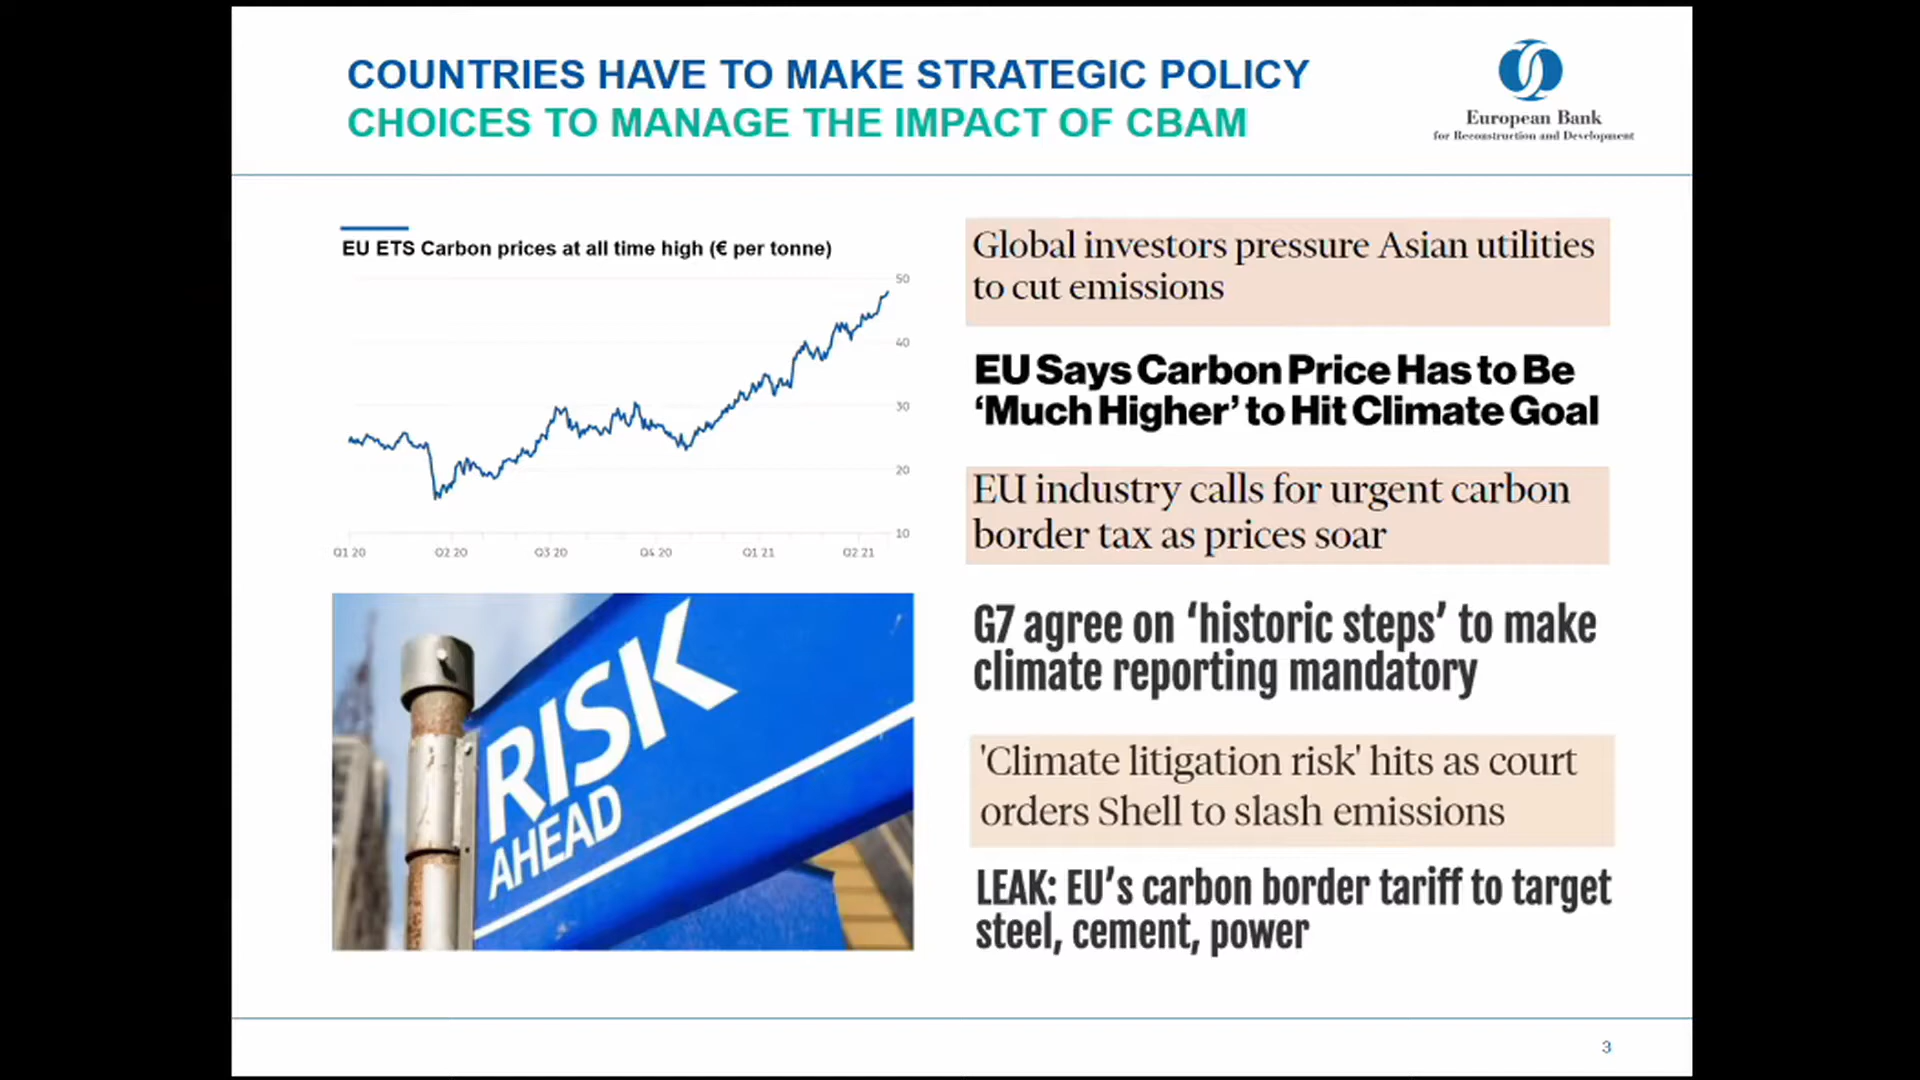 COUNTRIES HAVE TO MAKE STRATEGIC POLICY
CHOICES TO MANAGE THE IMPACT OF CBAM
European Bank
for Reconstruction and Development
EU ETS Carbon prices at all time high (€ per tonne)
50
40
30
20
10
Q1 20 Q2 20 Q3 20 Q4 20 Q1 21 Q2 21
RISK
AHEAD
Global investors pressure Asian utilities
to cut emissions
EU Says Carbon Price Has to Be
‘Much Higher’ to Hit Climate Goal
EU industry calls for urgent carbon
border tax as prices soar
G7 agree on ‘historic steps’ to make
climate reporting mandatory
'Climate litigation risk' hits as court
orders Shell to slash emissions
LEAK: EU’s carbon border tariff to target
steel, cement, power
3